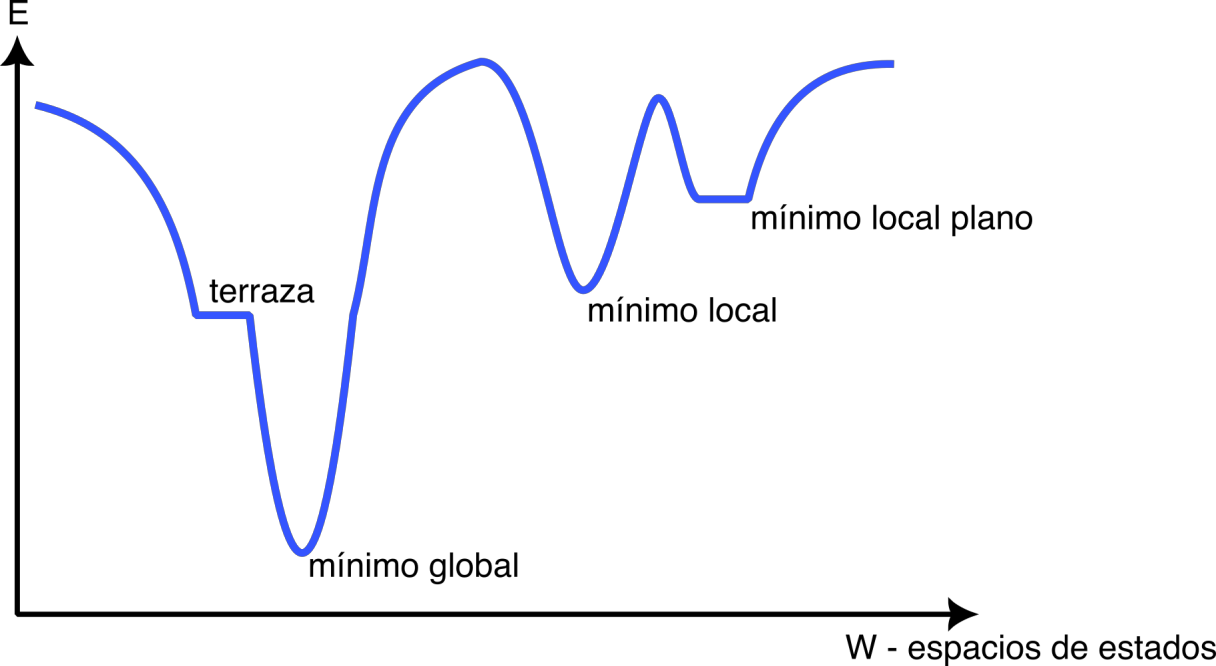 E
terraza
mínimo local plano
mínimo local
mínimo global
W - espacios de estados